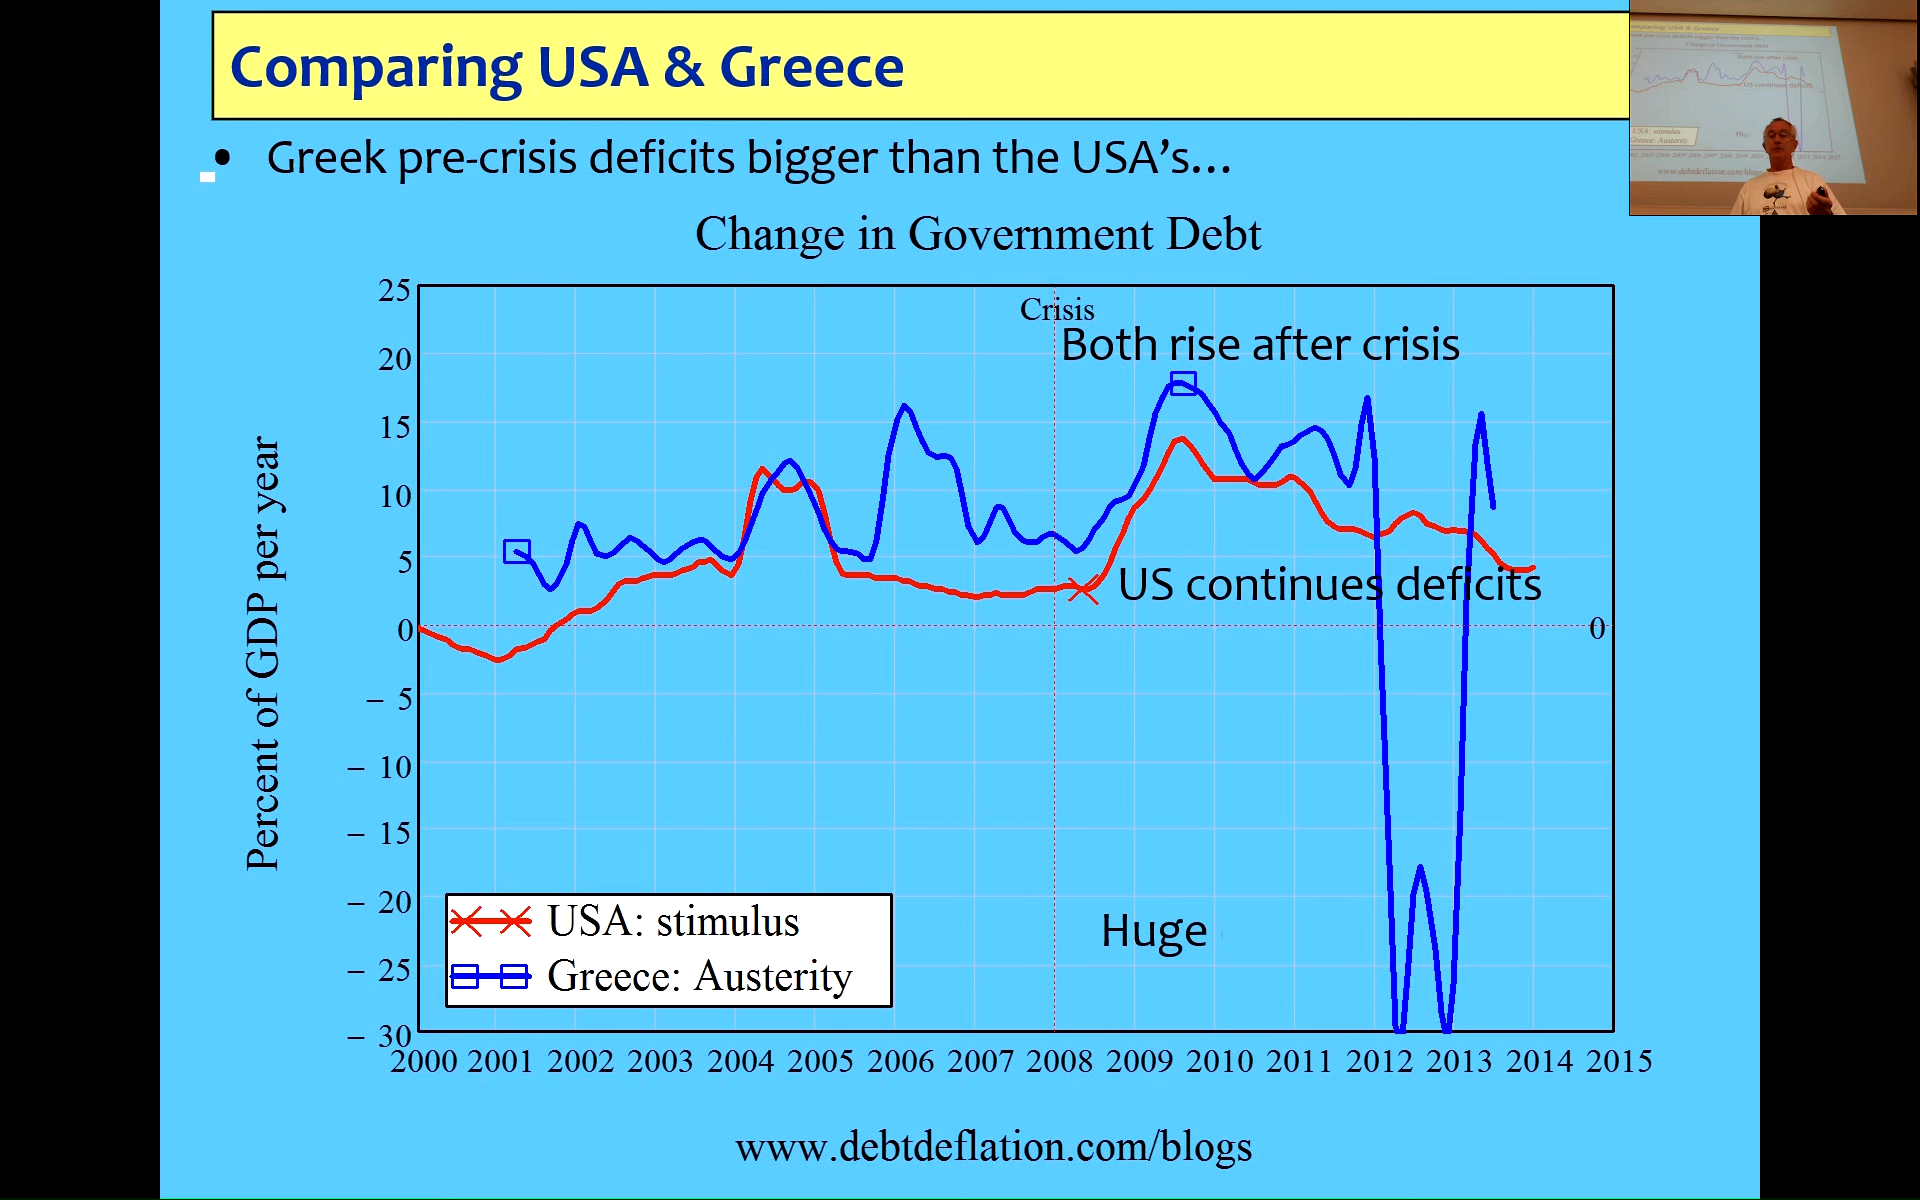 Comparing USA & Greece
• Greek pre-crisis deficits bigger than the USA's...
Change in Government Debt
Crisis
Both rise after crisis
US continues deficits
Huge
Percent of GDP per year
25
20
15
10
5
0
– 5
– 10
– 15
– 20
– 25
– 30
0
USA: stimulus
Greece: Austerity
2000 2001 2002 2003 2004 2005 2006 2007 2008 2009 2010 2011 2012 2013 2014 2015
www.debtdeflation.com/blogs